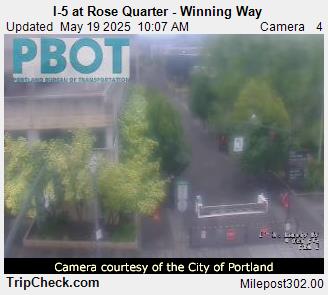 I-5 at Rose Quarter - Winning Way
Updated May 19 2025 10:07 AM Camera 4
PBOT
PORTLAND BUREAU OF TRANSPORTATION
Camera courtesy of the City of Portland
TripCheck.com Milepost302.00